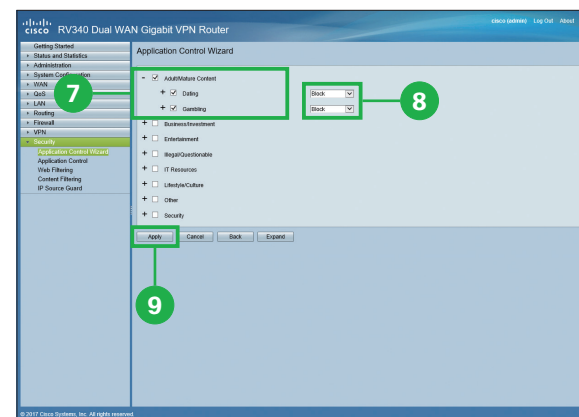 cisco RV340 Dual WAN Gigabit VPN Router
cisco (admin) Log Out About
Getting Started
Status and Statistics
Administration
System Configuration
WAN
QoS
LAN
Routing
Firewall
VPN
Security
Application Control Wizard
Application Control
Web Filtering
Content Filtering
IP Source Guard
Application Control Wizard
Adult/Mature Content
Dating Block
Gambling Block
Business/Investment
Entertainment
Illegal/Questionable
IT Resources
Lifestyle/Culture
Other
Security
Apply Cancel Back Expand
7
8
9
© 2017 Cisco Systems, Inc. All rights reserved.